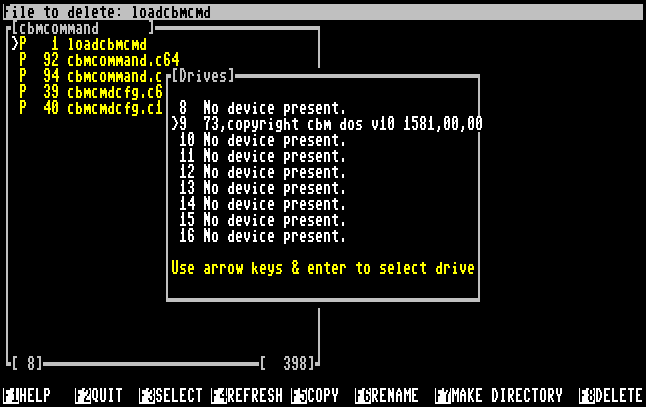 File to delete: loadcbmcmd
[cbmcommand ]
>P 1 loadcbmcmd
P 92 cbmcommand.c64
P 94 cbmcommand.c
P 39 cbmcmdcfg.c6
P 40 cbmcmdcfg.c1
[Drives]
8 No device present.
>9 73,copyright cbm dos v10 1581,00,00
10 No device present.
11 No device present.
12 No device present.
13 No device present.
14 No device present.
15 No device present.
16 No device present.
Use arrow keys & enter to select drive
[ 8] [ 398]
F1HELP F2QUIT F3SELECT F4REFRESH F5COPY F6RENAME F7MAKE DIRECTORY F8DELETE